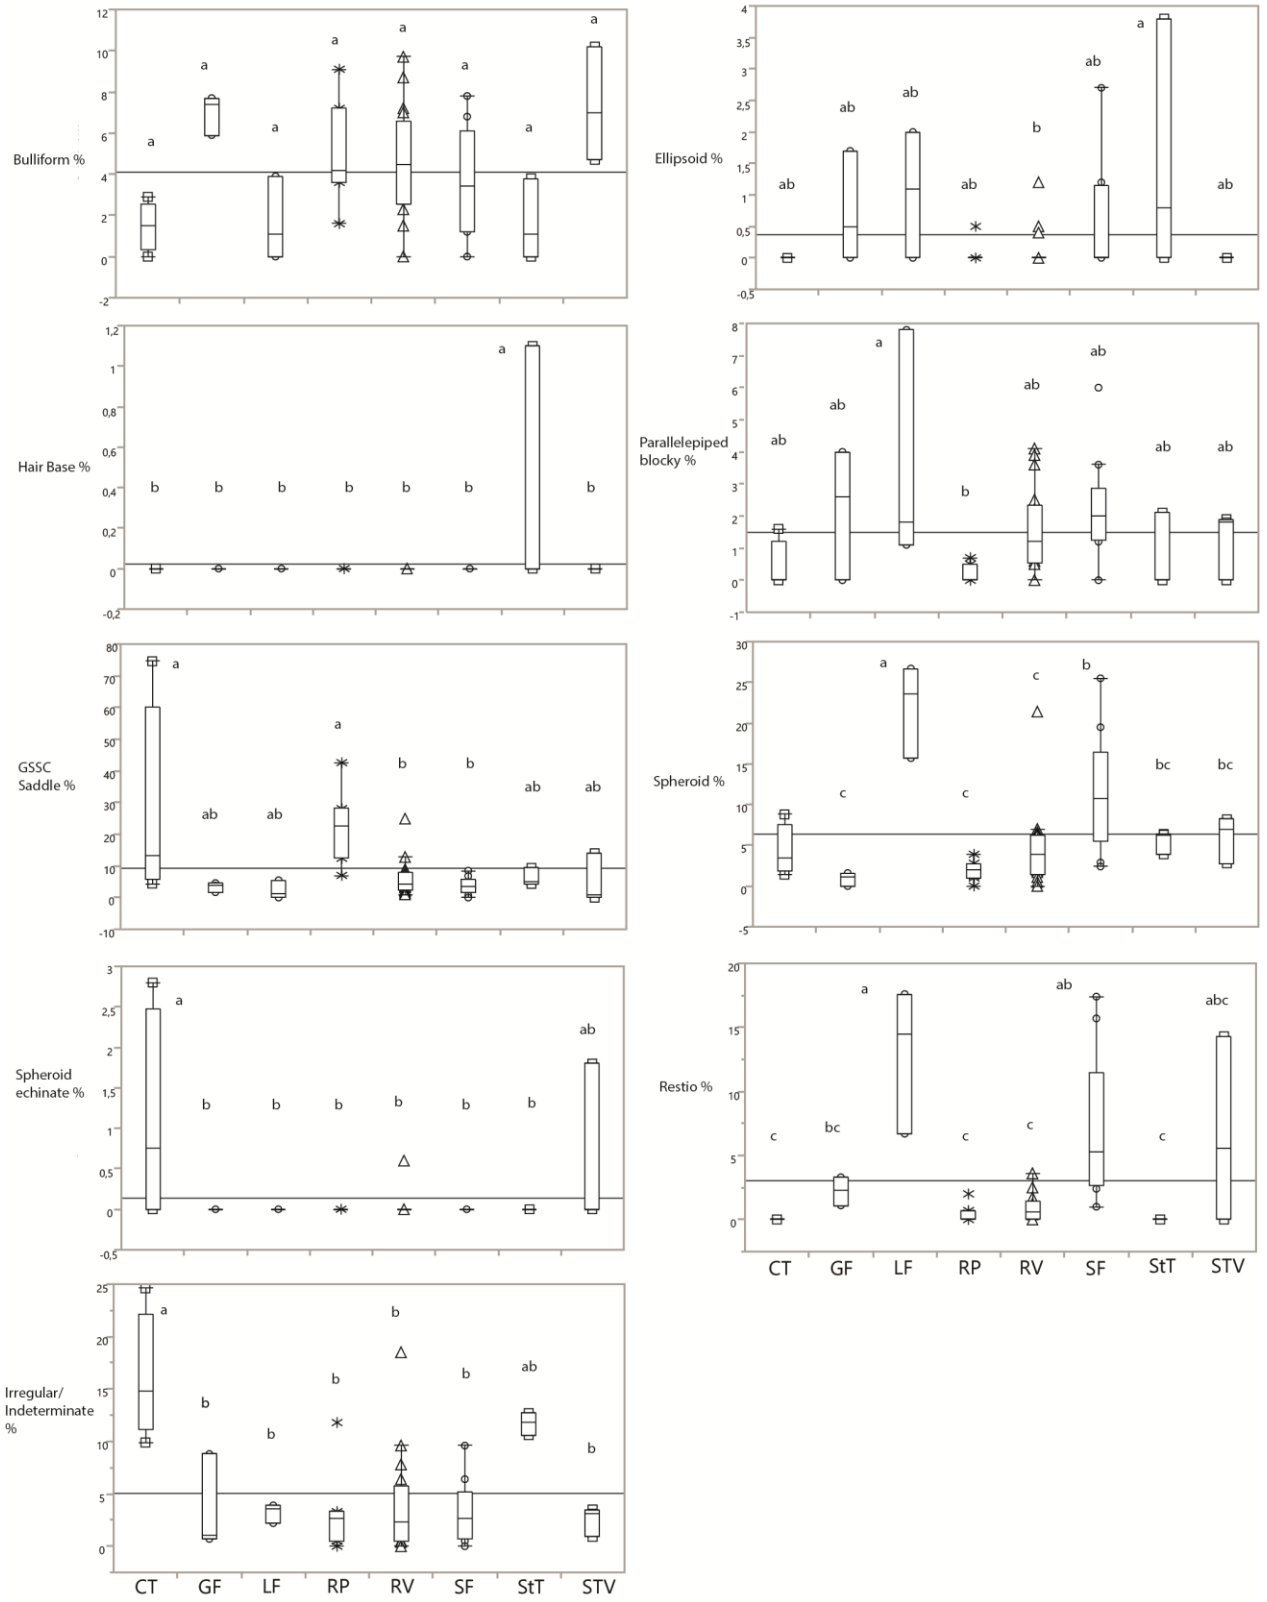 12
10
8
6
4
2
0
-2
Bulliform %
a
a
a
a
a
a
a
a
4
3,5
3
2,5
2
1,5
1
0,5
0
-0,5
Ellipsoid %
ab
ab
ab
ab
b
ab
a
ab
1,2
1
0,8
0,6
0,4
0,2
0
-0,2
Hair Base %
b
b
b
b
b
b
a
b
8
7
6
5
4
3
2
1
0
-1
Parallelepiped
blocky %
ab
ab
a
b
ab
ab
ab
ab
80
70
60
50
40
30
20
10
0
-10
GSSC
Saddle %
a
ab
ab
a
b
b
ab
ab
30
25
20
15
10
5
0
-5
Spheroid %
c
a
c
c
b
bc
bc
3
2,5
2
1,5
1
0,5
0
-0,5
Spheroid
echinate %
a
b
b
b
b
b
b
ab
20
15
10
5
0
Restio %
c
bc
a
c
c
ab
c
abc
CT GF LF RP RV SF StT STV
25
20
15
10
5
0
Irregular/
Indeterminate
%
a
b
b
b
b
b
ab
b
CT GF LF RP RV SF StT STV